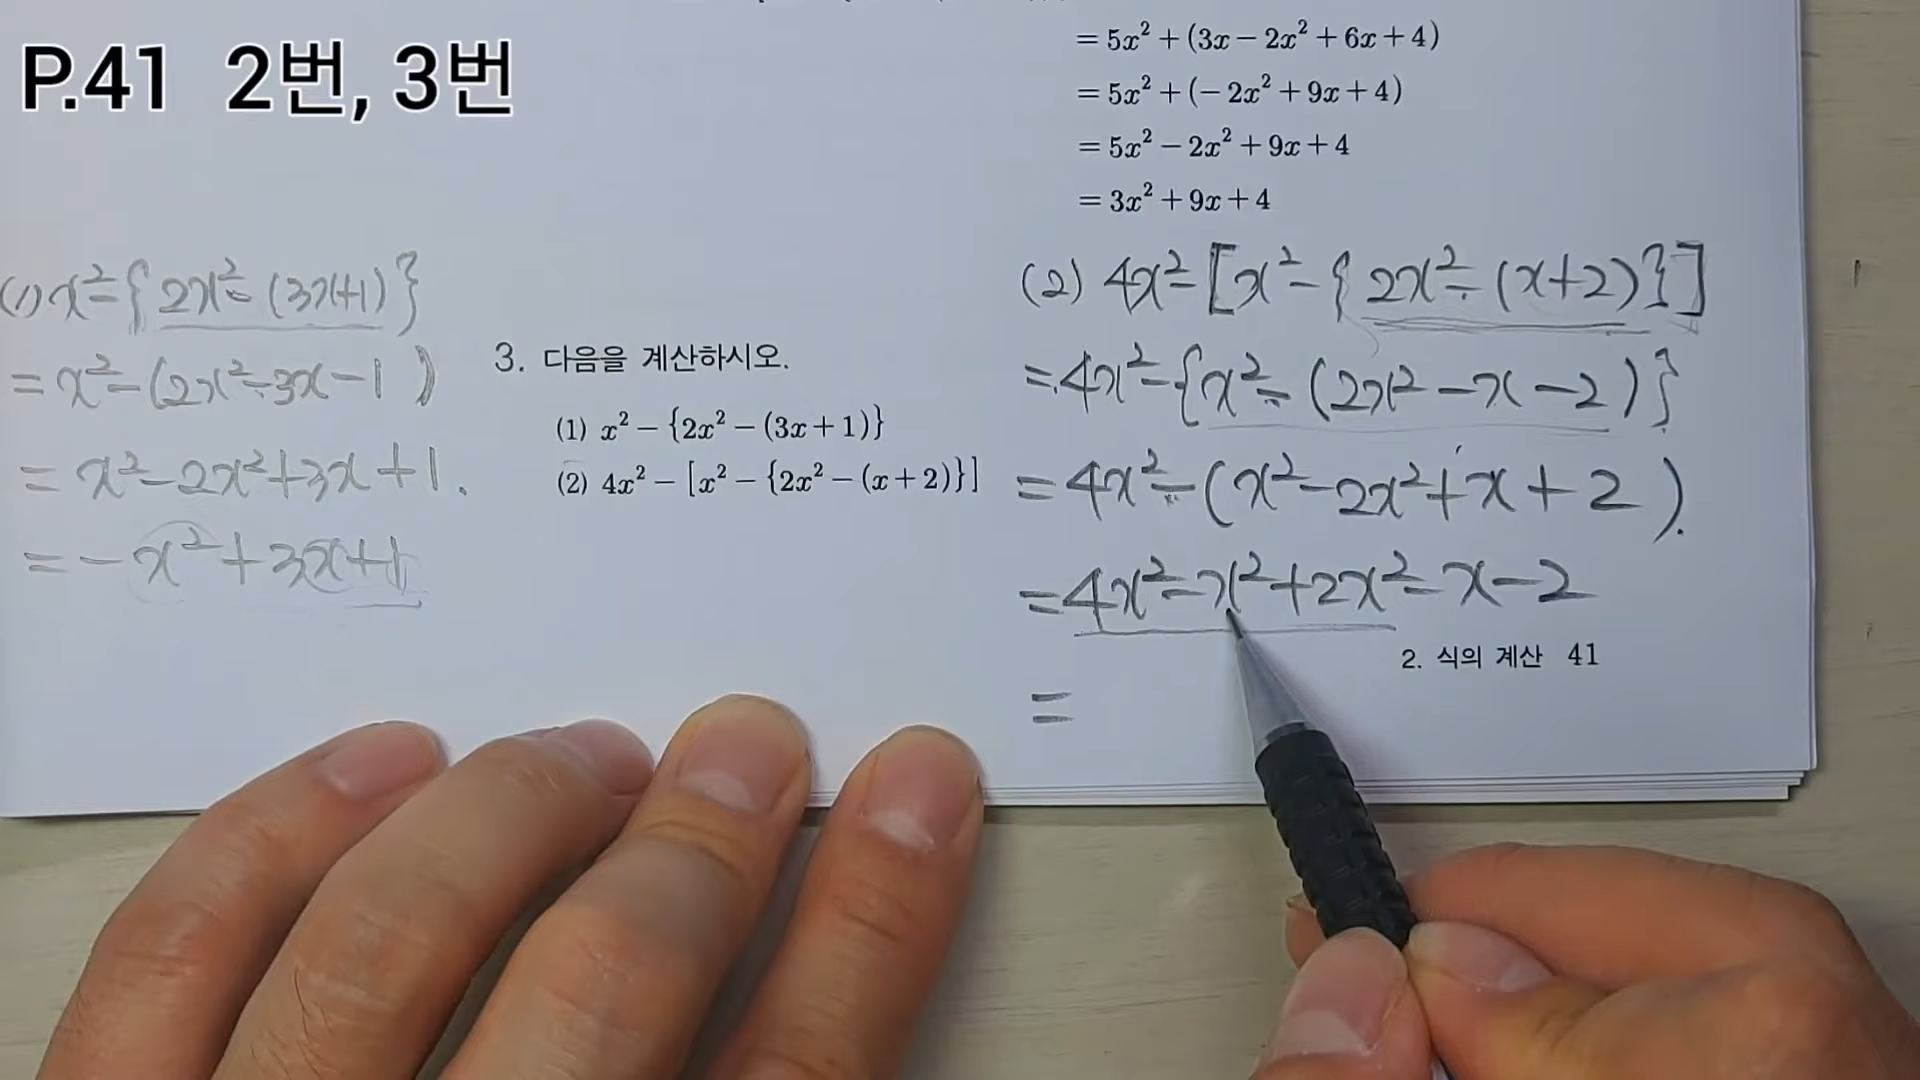 P.41 2번, 3번
= 5x² + (3x − 2x² + 6x + 4)
= 5x² + (− 2x² + 9x + 4)
= 5x² − 2x² + 9x + 4
= 3x² + 9x + 4
(1) x² − {2x² − (3x+1)}
= x² − (2x² − 3x − 1)
= x² − 2x² + 3x + 1.
= − x² + 3x + 1
3. 다음을 계산하시오.
(1) x² − {2x² − (3x + 1)}
(2) 4x² − [x² − {2x² − (x + 2)}]
(2) 4x² − [x² − {2x² − (x+2)}]
= 4x² − {x² − (2x² − x − 2)}
= 4x² − (x² − 2x² + x + 2).
= 4x² − x² + 2x² − x − 2
=
2. 식의 계산 41